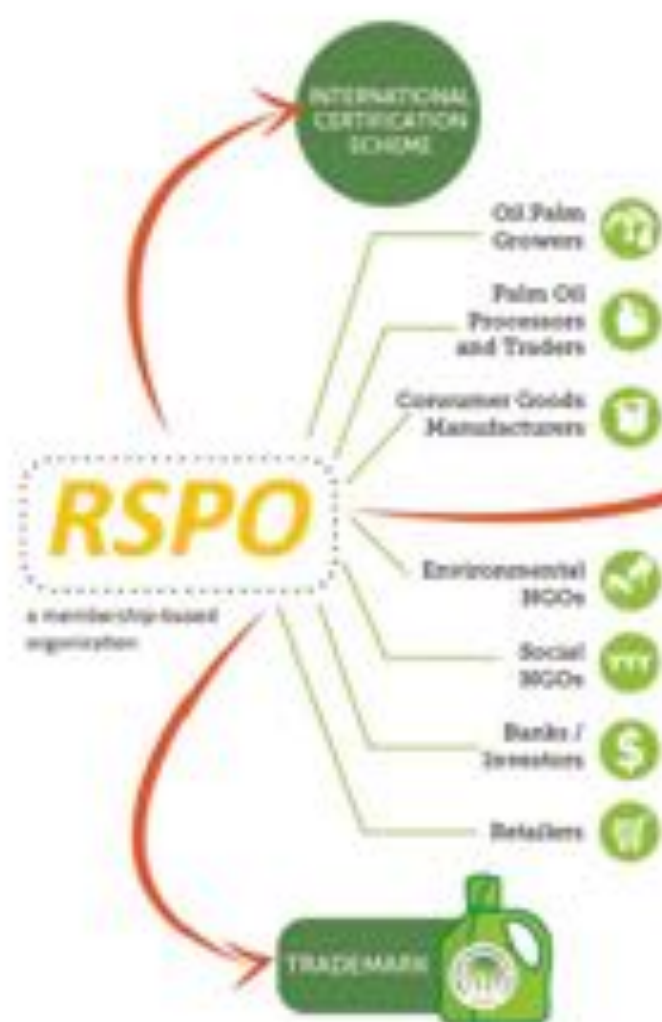 INTERNATIONAL
CERTIFICATION
SCHEME
Oil Palm
Growers
Palm Oil
Processors
and Traders
Consumer Goods
Manufacturers
RSPO
a membership-based
organization
Environmental
NGOs
Social
NGOs
Banks /
Investors
Retailers
TRADEMARK